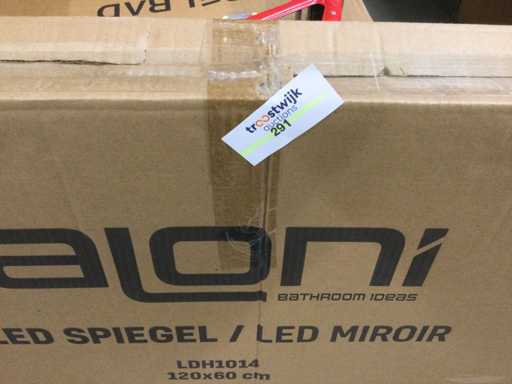 troostwijk
auctions
291
aloni
BATHROOM IDEAS
LED SPIEGEL / LED MIROIR
LDH1014
120x60 cm